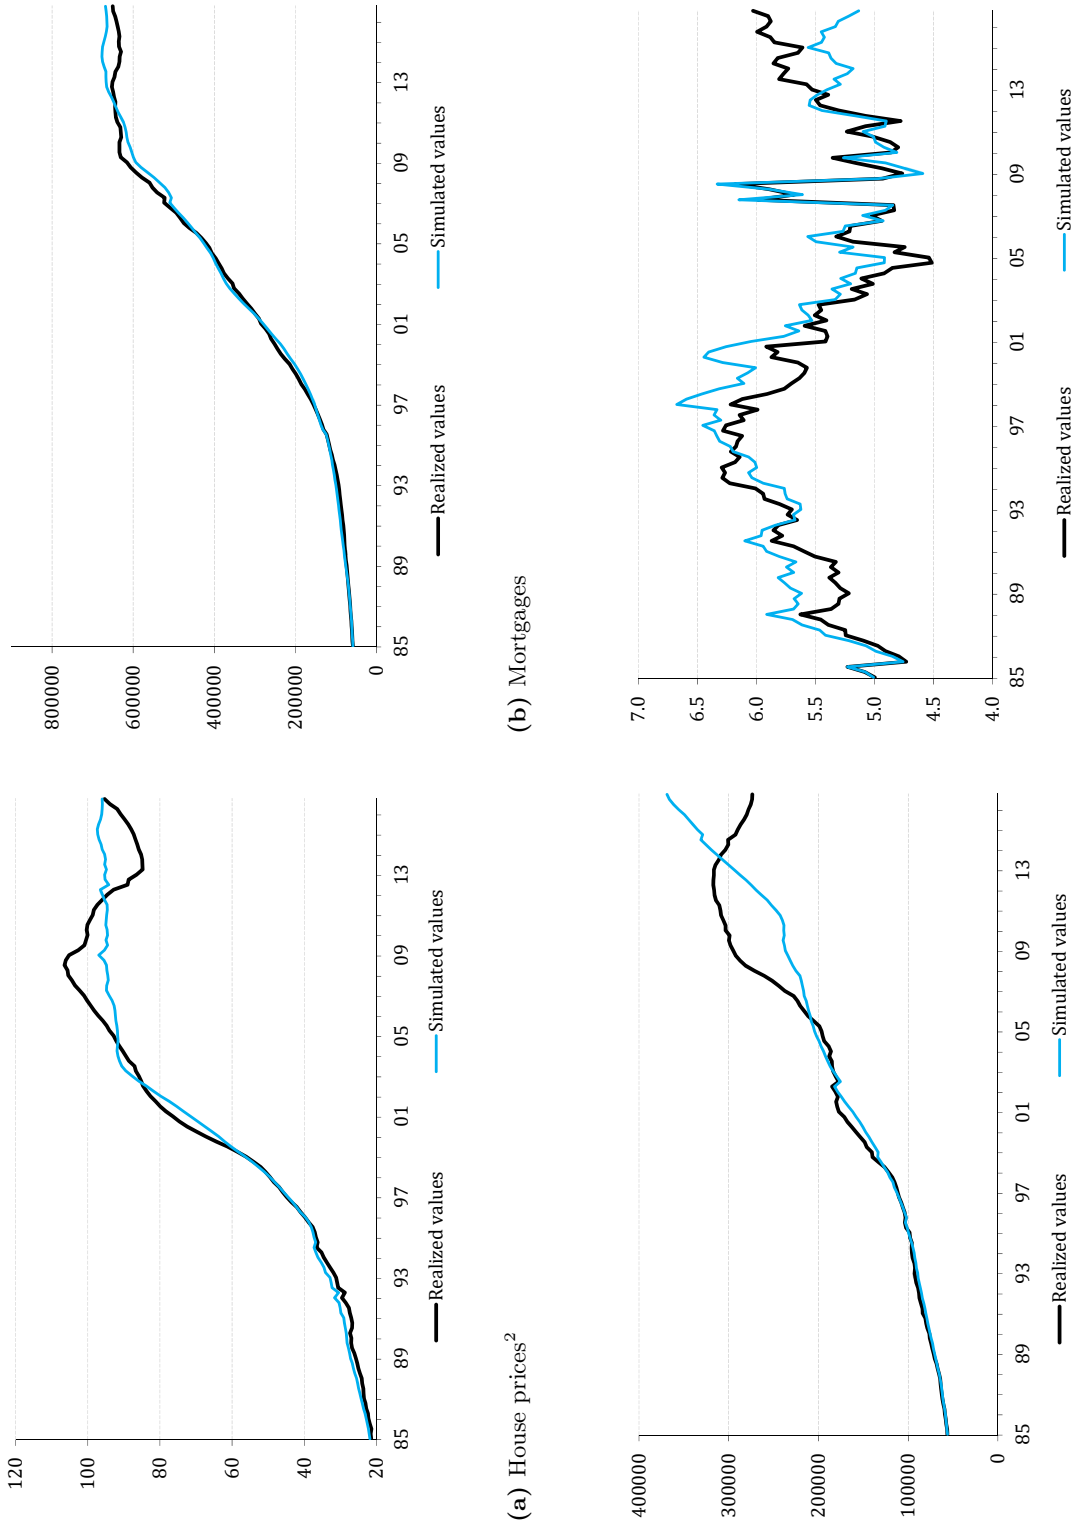 120
100
80
60
40
20
85 89 93 97 01 05 09 13
Realized values Simulated values
(a) House prices²
800000
600000
400000
200000
0
85 89 93 97 01 05 09 13
Realized values Simulated values
(b) Mortgages
400000
300000
200000
100000
0
85 89 93 97 01 05 09 13
Realized values Simulated values
7.0
6.5
6.0
5.5
5.0
4.5
4.0
85 89 93 97 01 05 09 13
Realized values Simulated values